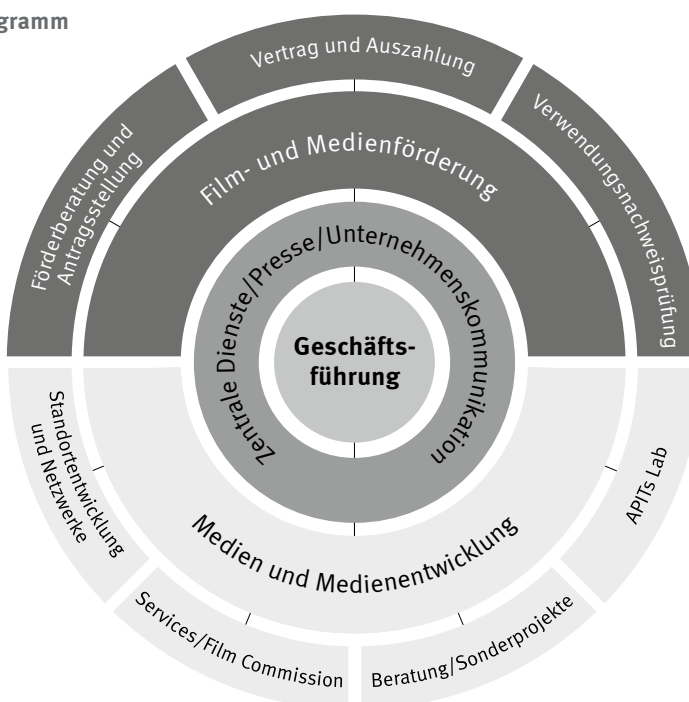 gramm
Vertrag und Auszahlung
Förderberatung und
Antragsstellung
Verwendungsnachweisprüfung
Film- und Medienförderung
Zentrale Dienste/Presse/Unternehmenskommunikation
Geschäfts-
führung
Medien und Medienentwicklung
Standortentwicklung
und Netzwerke
Services/Film Commission
Beratung/Sonderprojekte
APITs Lab